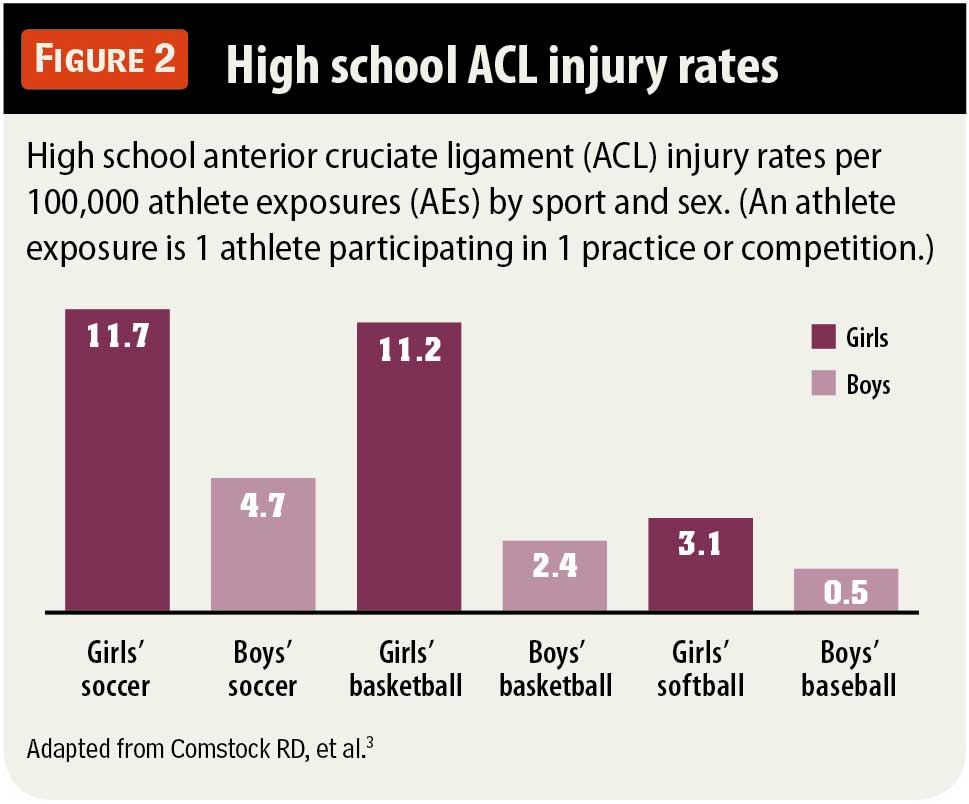 FIGURE 2
High school ACL injury rates
High school anterior cruciate ligament (ACL) injury rates per
100,000 athlete exposures (AEs) by sport and sex. (An athlete
exposure is 1 athlete participating in 1 practice or competition.)
11.7
4.7
11.2
2.4
3.1
0.5
Girls
Boys
Girls’
soccer
Boys’
soccer
Girls’
basketball
Boys’
basketball
Girls’
softball
Boys’
baseball
Adapted from Comstock RD, et al.³